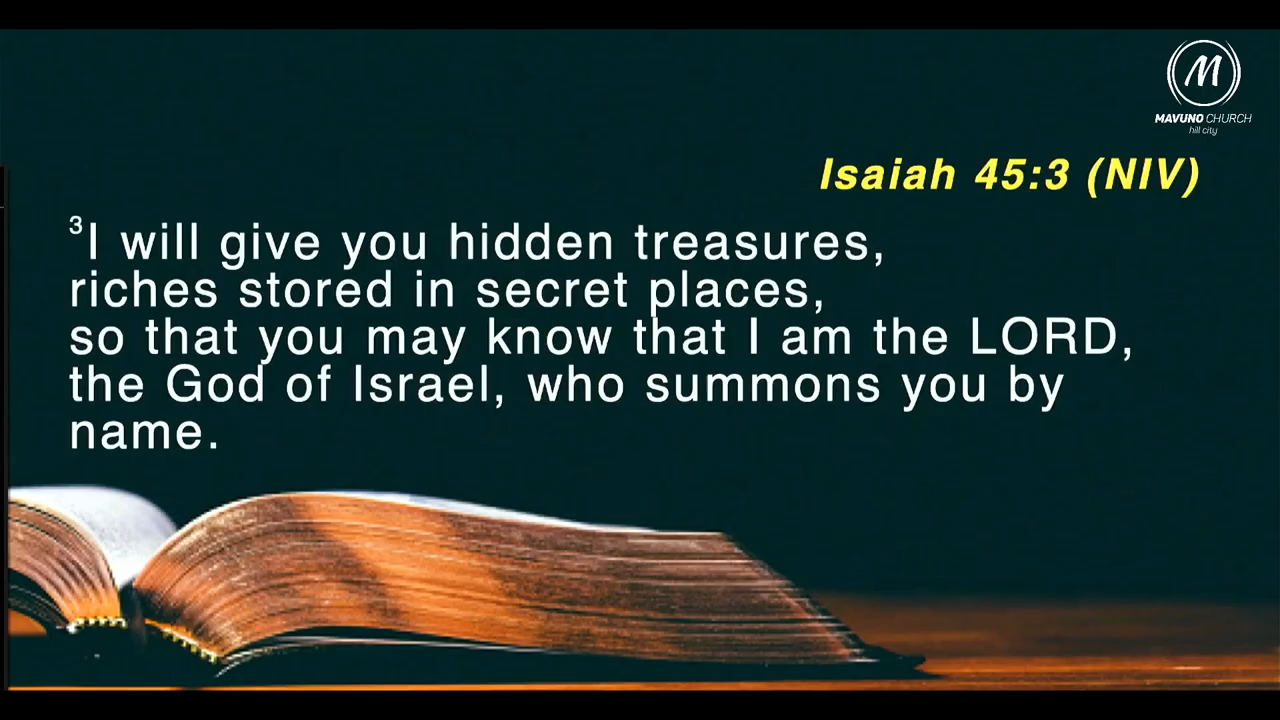 M
MAVUNO CHURCH
hill city
Isaiah 45:3 (NIV)
3I will give you hidden treasures,
riches stored in secret places,
so that you may know that I am the LORD,
the God of Israel, who summons you by
name.